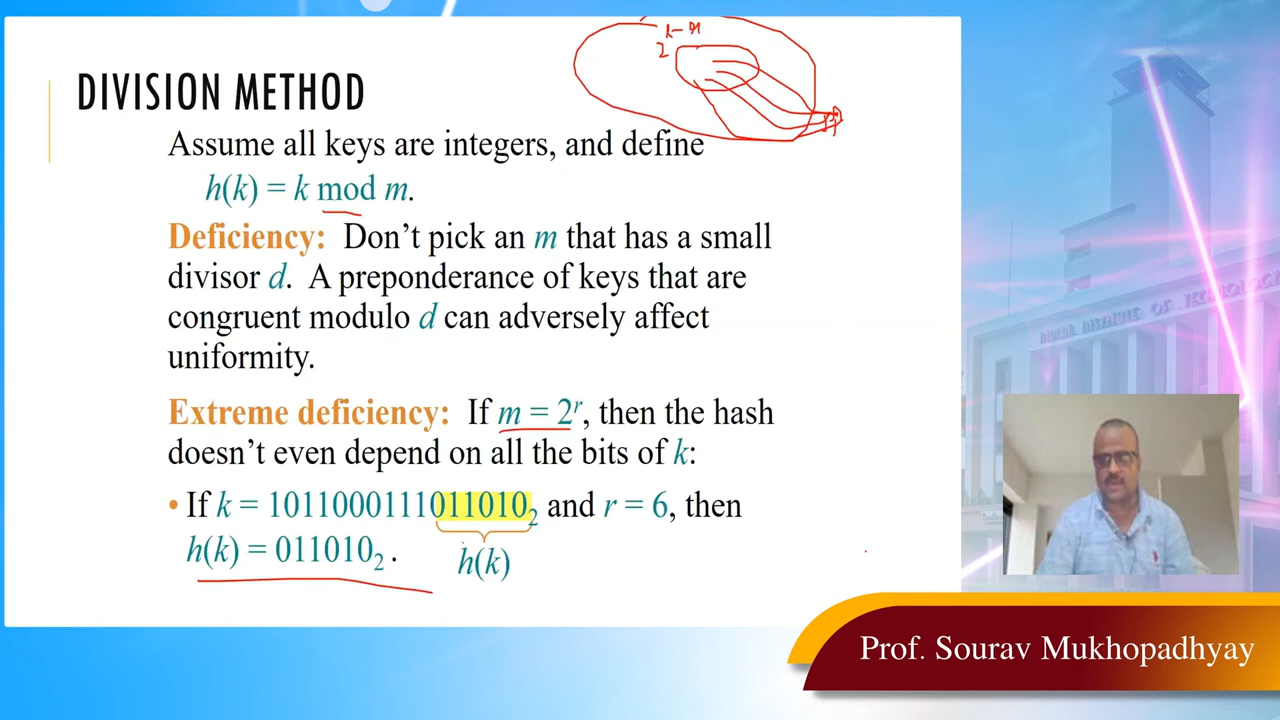 DIVISION METHOD
Assume all keys are integers, and define
h(k) = k mod m.
Deficiency: Don’t pick an m that has a small
divisor d. A preponderance of keys that are
congruent modulo d can adversely affect
uniformity.
Extreme deficiency: If m = 2ʳ, then the hash
doesn’t even depend on all the bits of k:
• If k = 1011000111011010₂ and r = 6, then
h(k) = 011010₂ .
h(k)
Prof. Sourav Mukhopadhyay